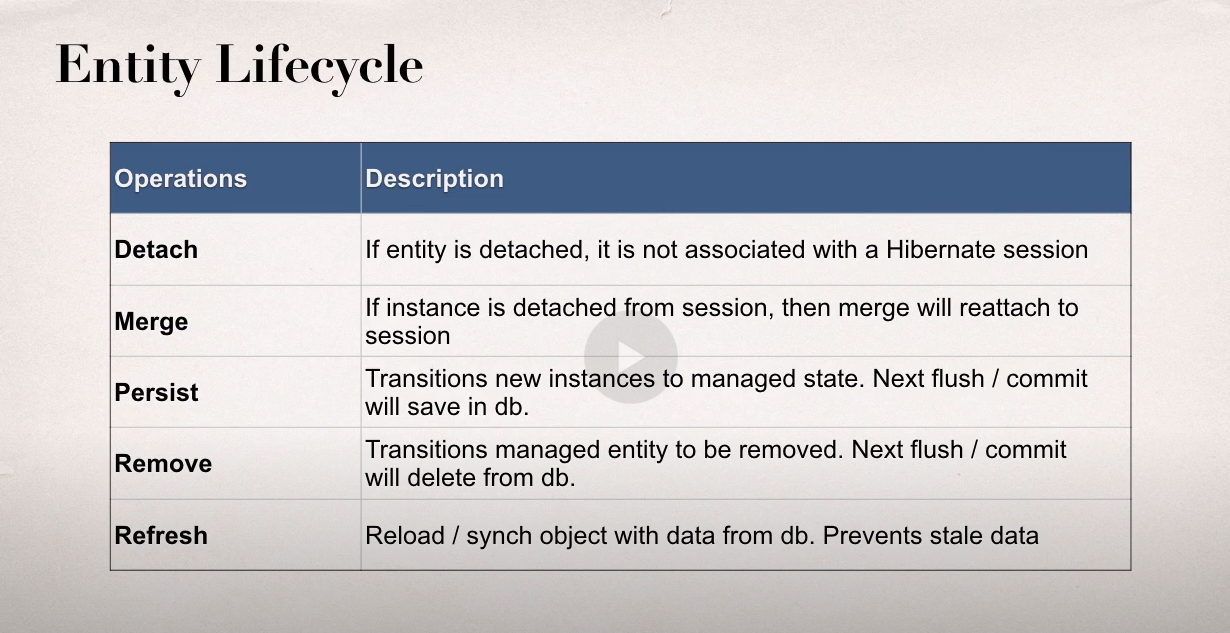 Entity Lifecycle
Operations Description
Detach If entity is detached, it is not associated with a Hibernate session
Merge If instance is detached from session, then merge will reattach to
session
Persist Transitions new instances to managed state. Next flush / commit
will save in db.
Remove Transitions managed entity to be removed. Next flush / commit
will delete from db.
Refresh Reload / synch object with data from db. Prevents stale data